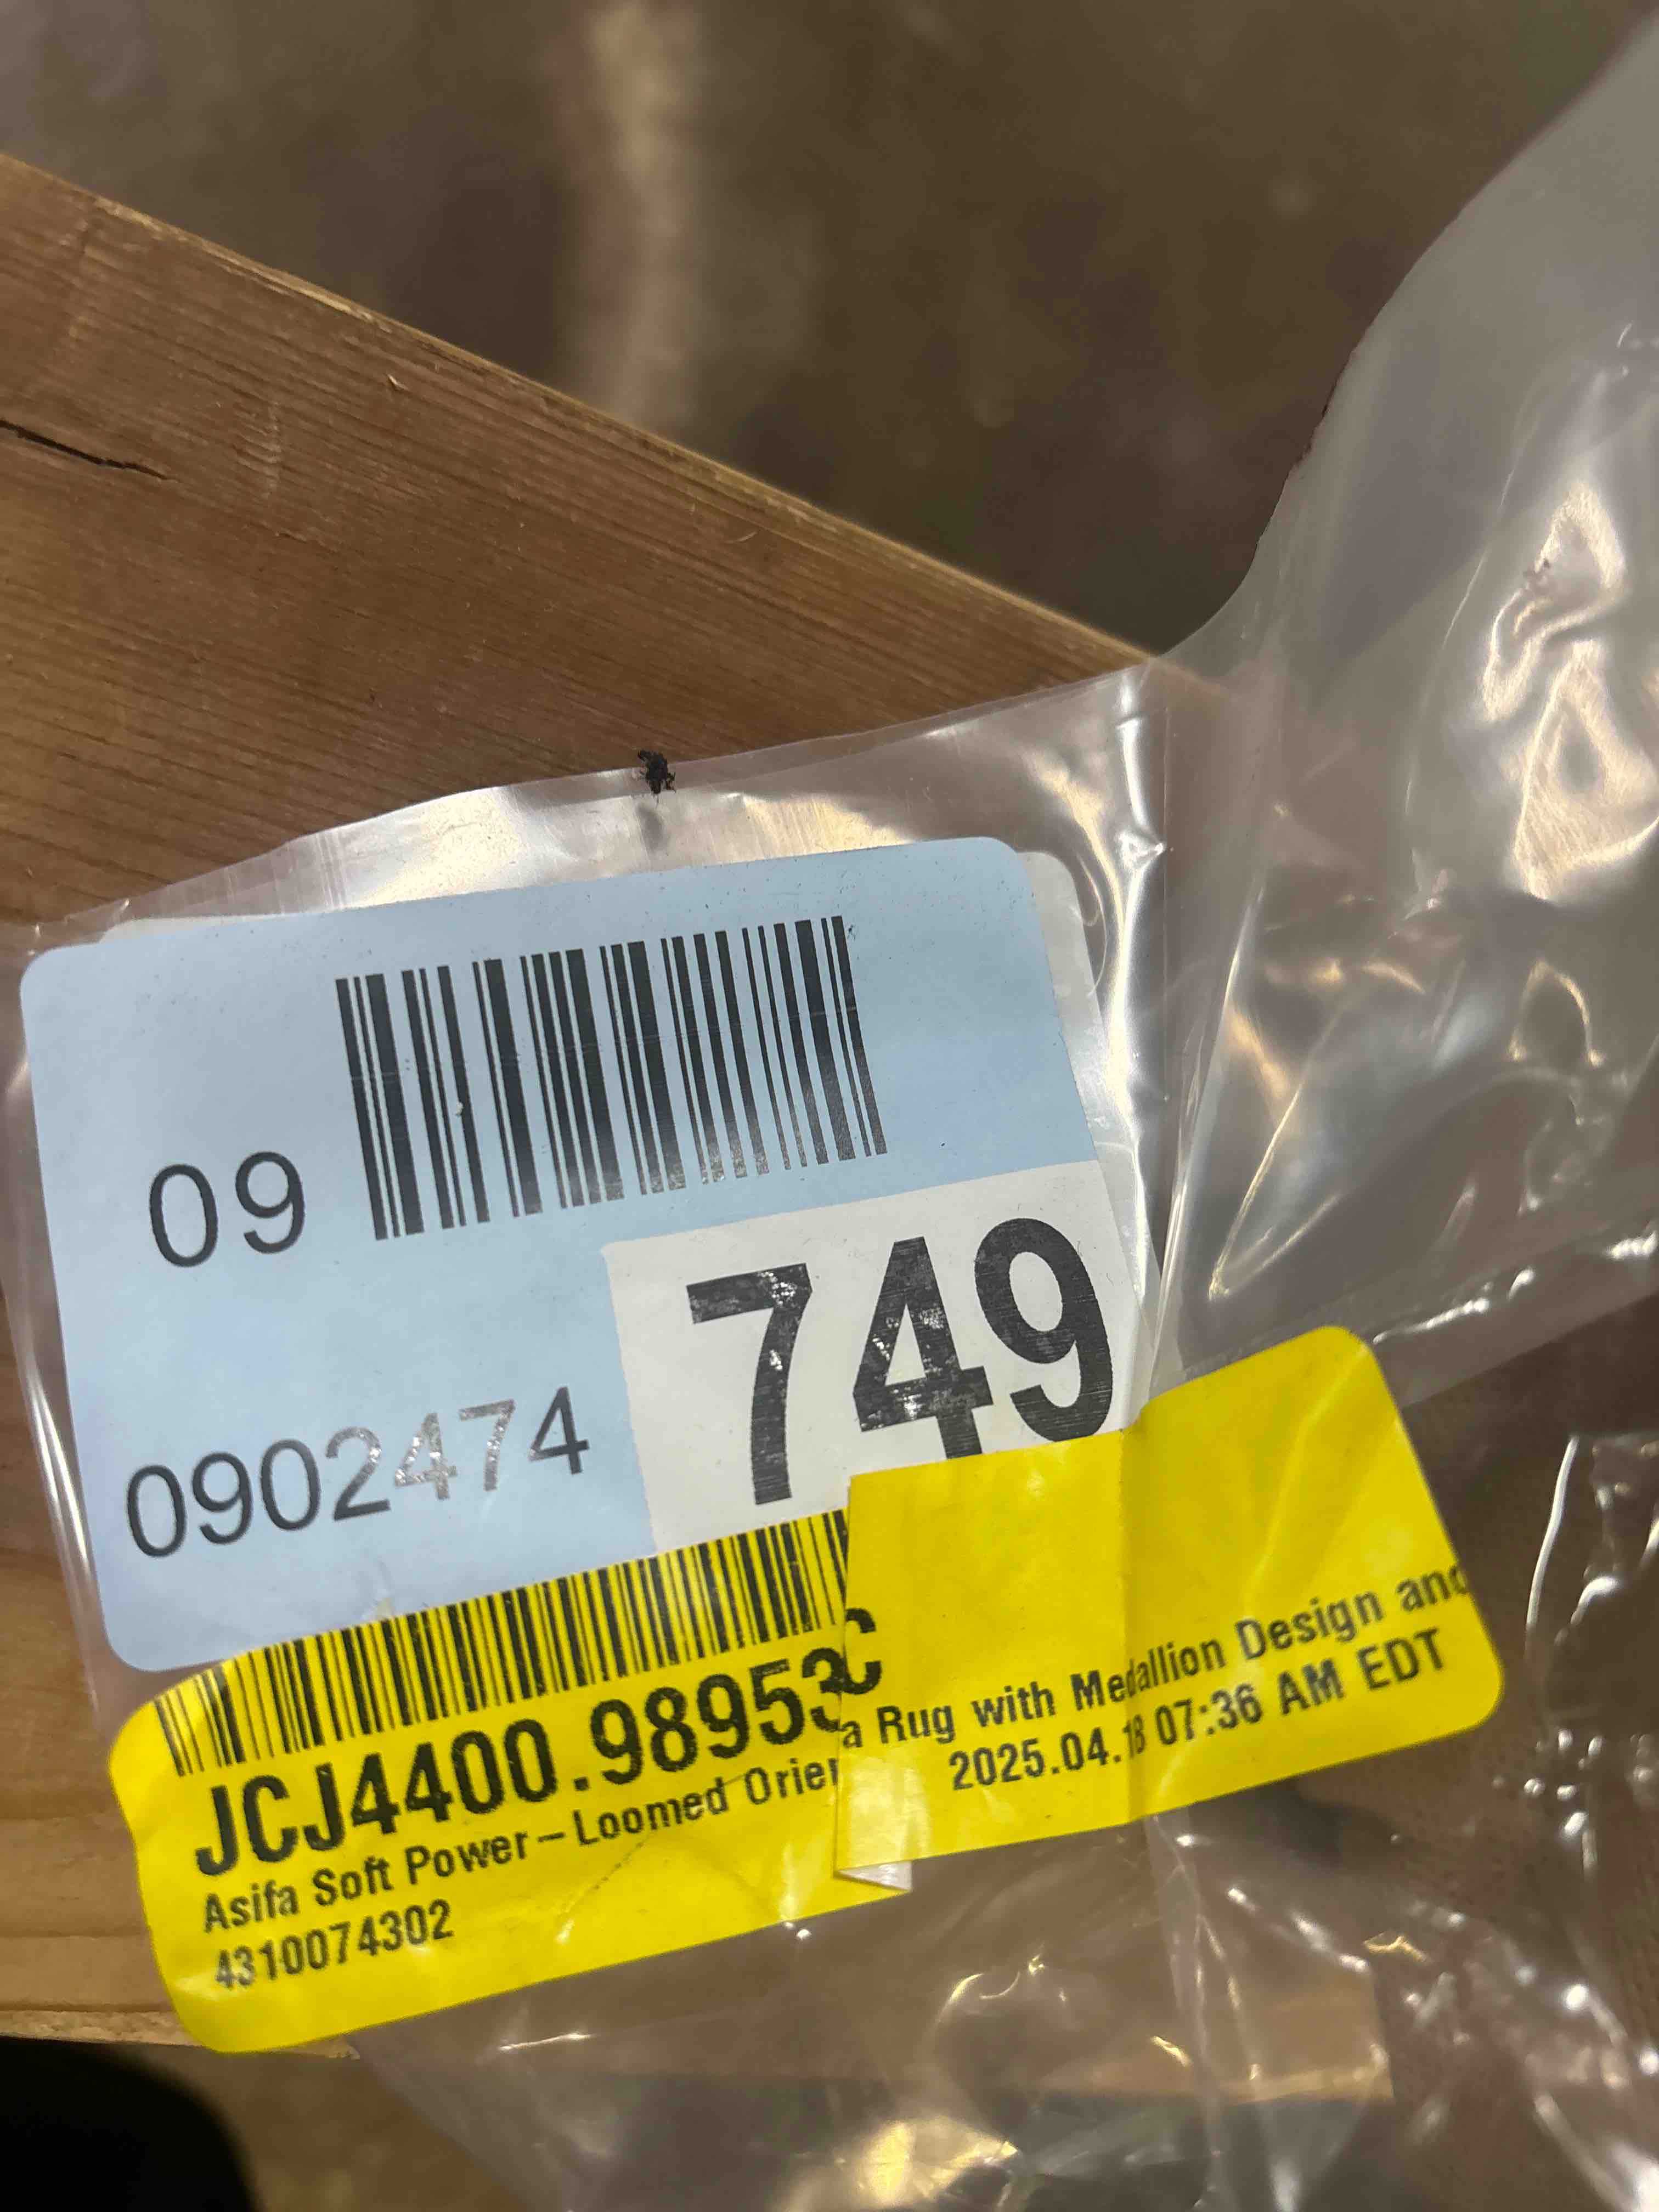 09
0902474
749
JCJ4400.98953C
Asifa Soft Power-Loomed Orien a Rug with Medallion Design and
4310074302
2025.04.18 07:36 AM EDT